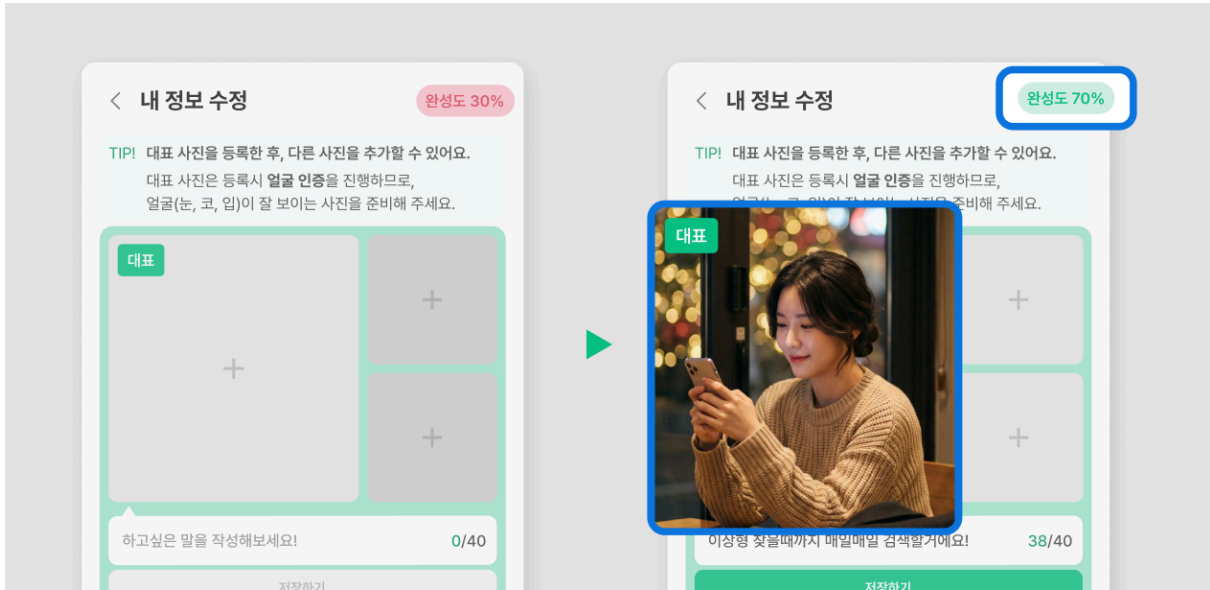 내 정보 수정
완성도 30%
TIP! 대표 사진을 등록한 후, 다른 사진을 추가할 수 있어요.
대표 사진은 등록시 얼굴 인증을 진행하므로,
얼굴(눈, 코, 입)이 잘 보이는 사진을 준비해 주세요.
대표
하고싶은 말을 작성해보세요!
0/40
저장하기
내 정보 수정
완성도 70%
TIP! 대표 사진을 등록한 후, 다른 사진을 추가할 수 있어요.
대표 사진은 등록시 얼굴 인증을 진행하므로,
준비해 주세요.
대표
이상형 찾을때까지 매일매일 검색할거에요!
38/40
저장하기